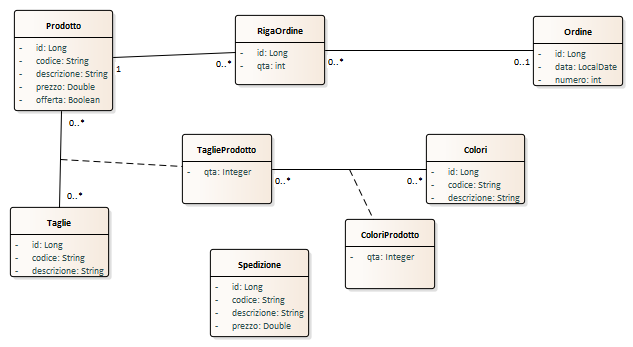 Prodotto
- id: Long
- codice: String
- descrizione: String
- prezzo: Double
- offerta: Boolean
1
0..*
RigaOrdine
- id: Long
- qta: int
0..*
0..*
0..1
Ordine
- id: Long
- data: LocalDate
- numero: int
TaglieProdotto
- qta: Integer
0..*
0..*
Colori
- id: Long
- codice: String
- descrizione: String
0..*
Taglie
- id: Long
- codice: String
- descrizione: String
ColoriProdotto
- qta: Integer
Spedizione
- id: Long
- codice: String
- descrizione: String
- prezzo: Double